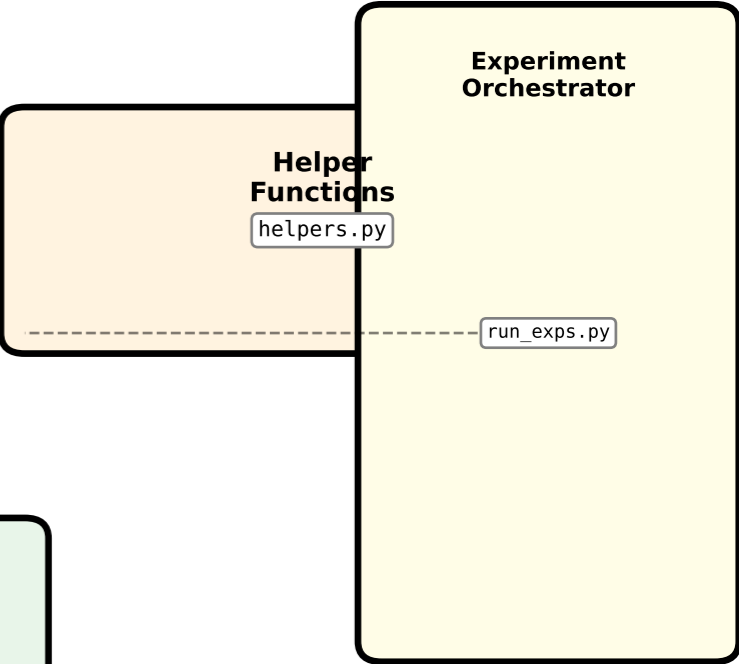 Experiment
Orchestrator
Helper
Functions
helpers.py
run_exps.py